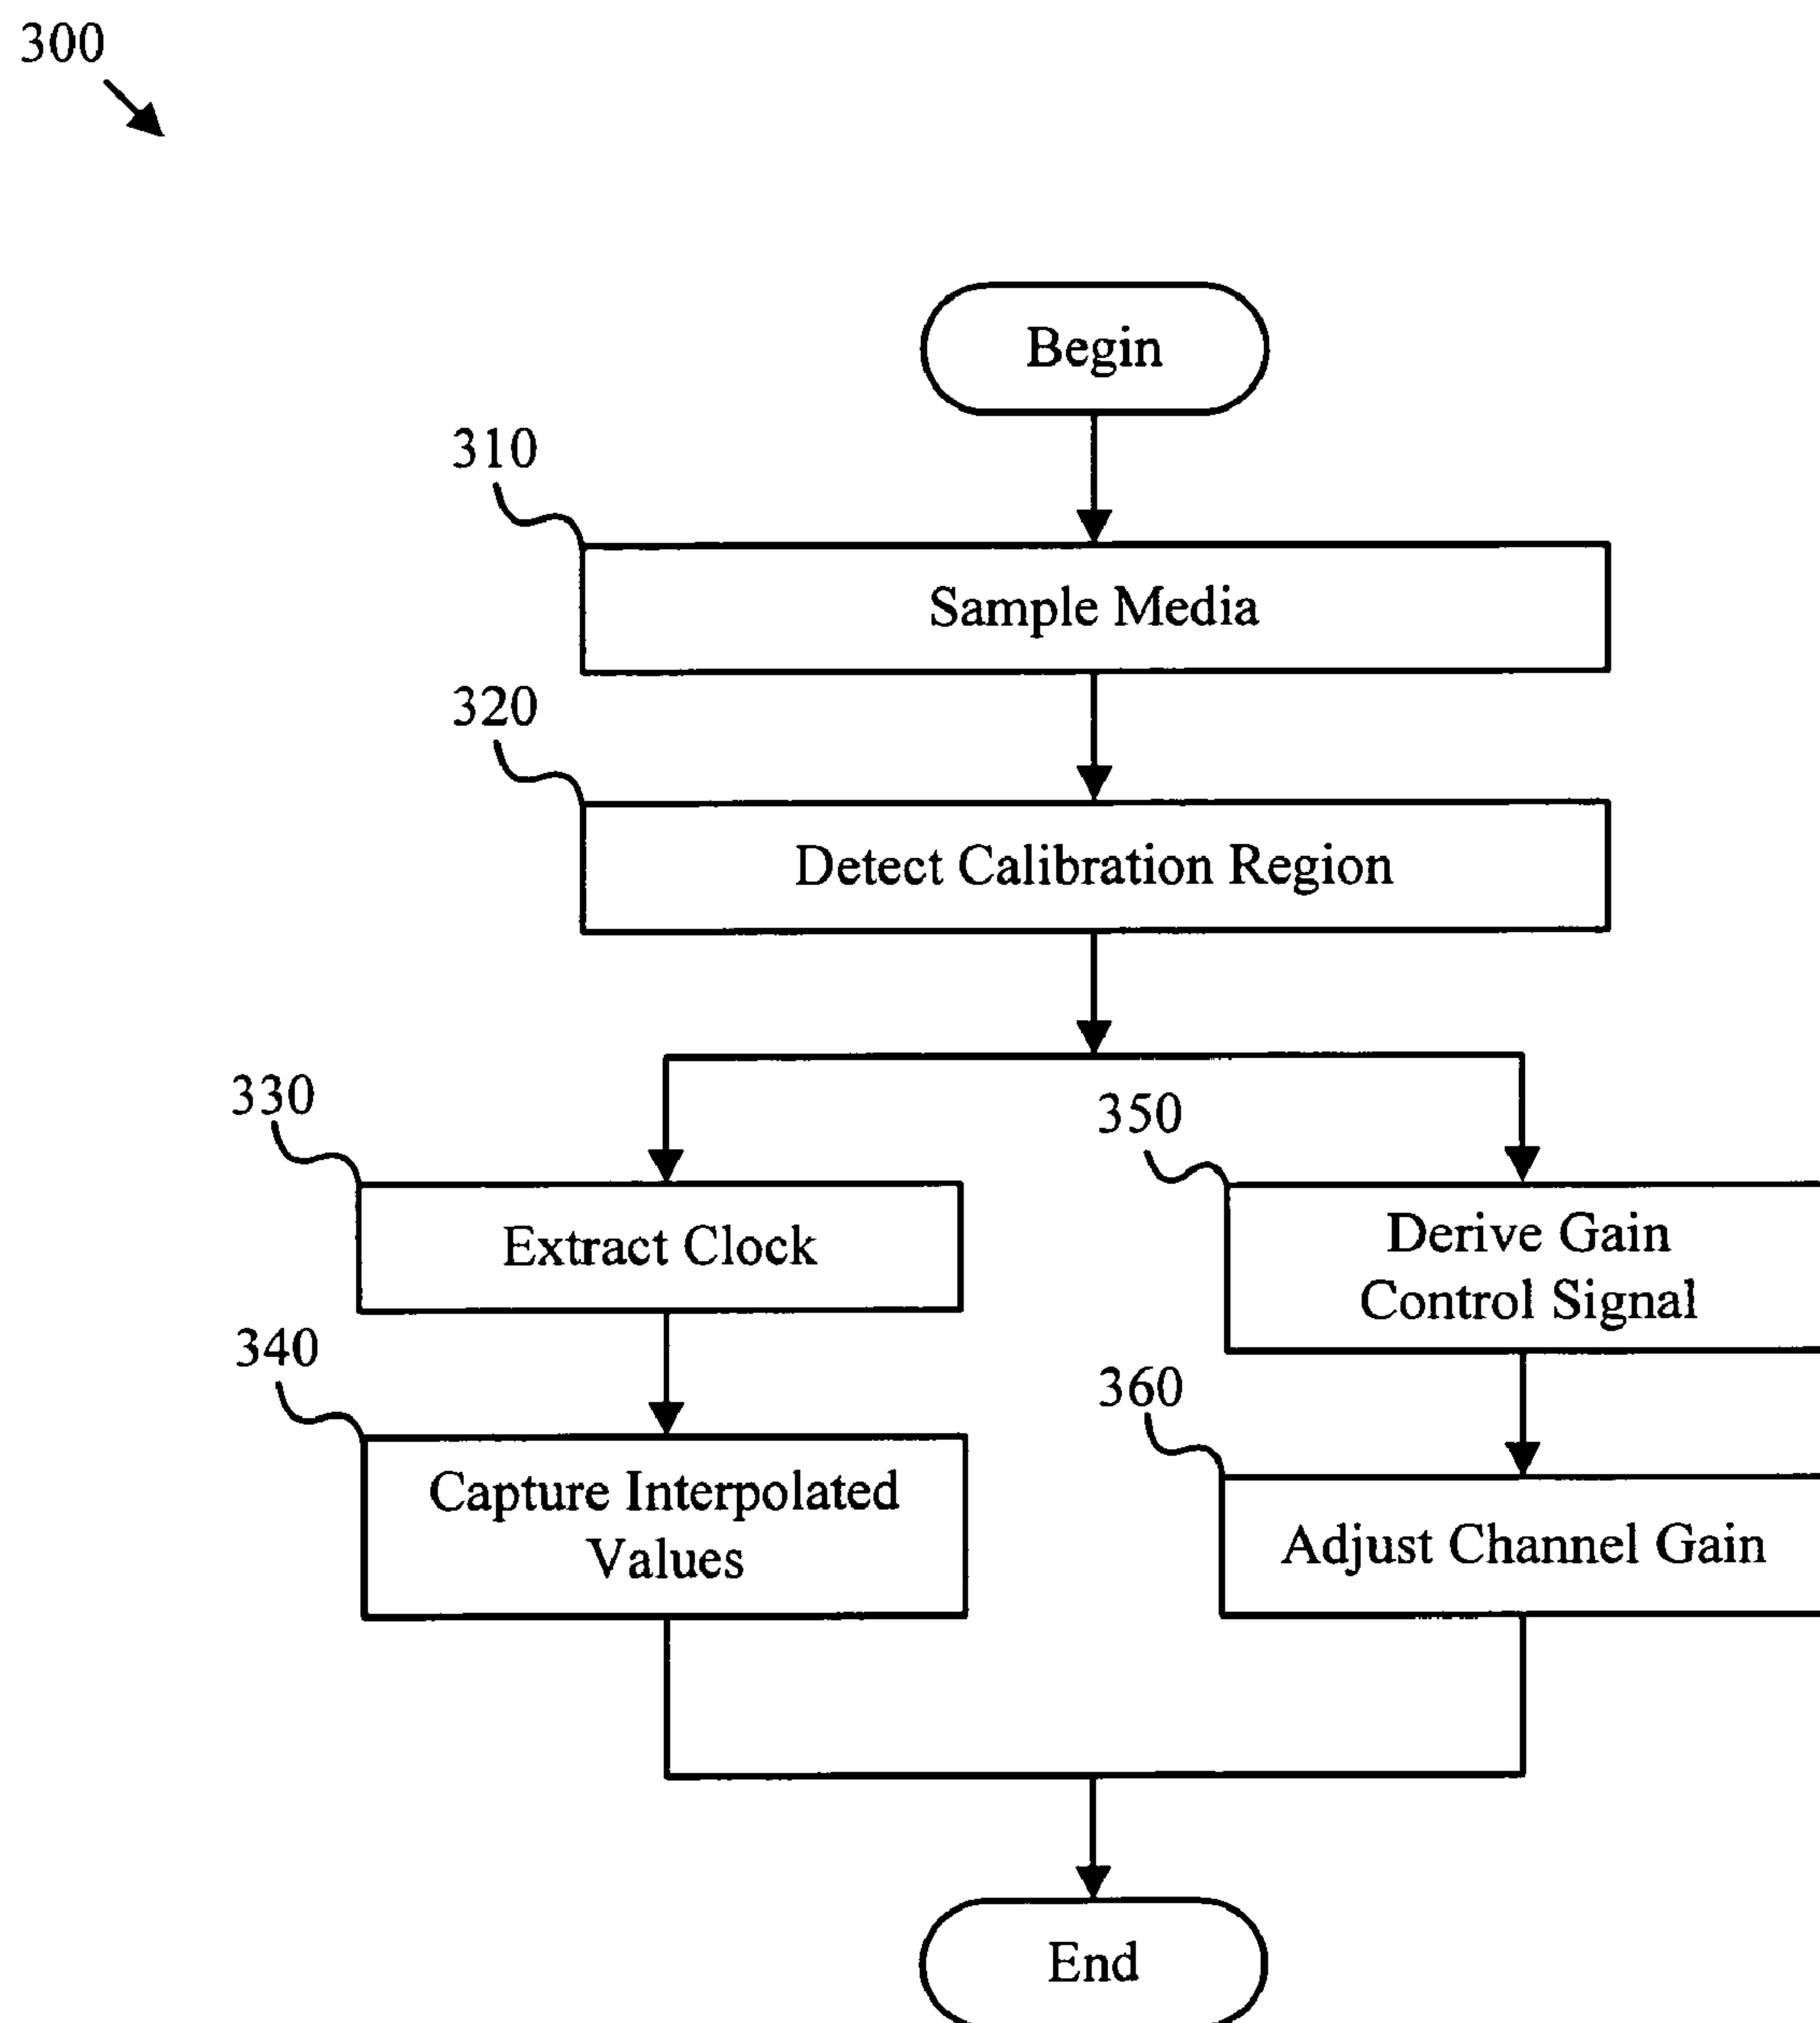 300
Begin
310
Sample Media
320
Detect Calibration Region
330
Extract Clock
340
Capture Interpolated
Values
350
Derive Gain
Control Signal
360
Adjust Channel Gain
End